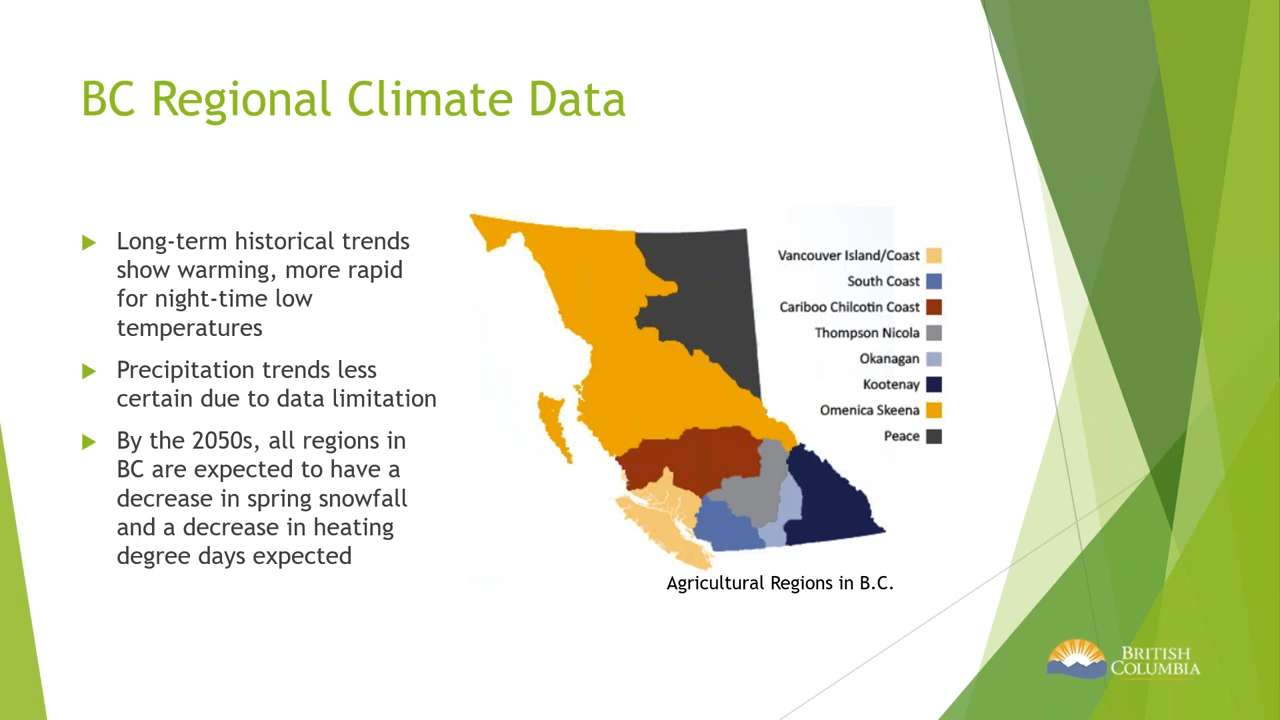 BC Regional Climate Data
Long-term historical trends
show warming, more rapid
for night-time low
temperatures
Precipitation trends less
certain due to data limitation
By the 2050s, all regions in
BC are expected to have a
decrease in spring snowfall
and a decrease in heating
degree days expected
Vancouver Island/Coast
South Coast
Cariboo Chilcotin Coast
Thompson Nicola
Okanagan
Kootenay
Omenica Skeena
Peace
Agricultural Regions in B.C.
BRITISH
COLUMBIA